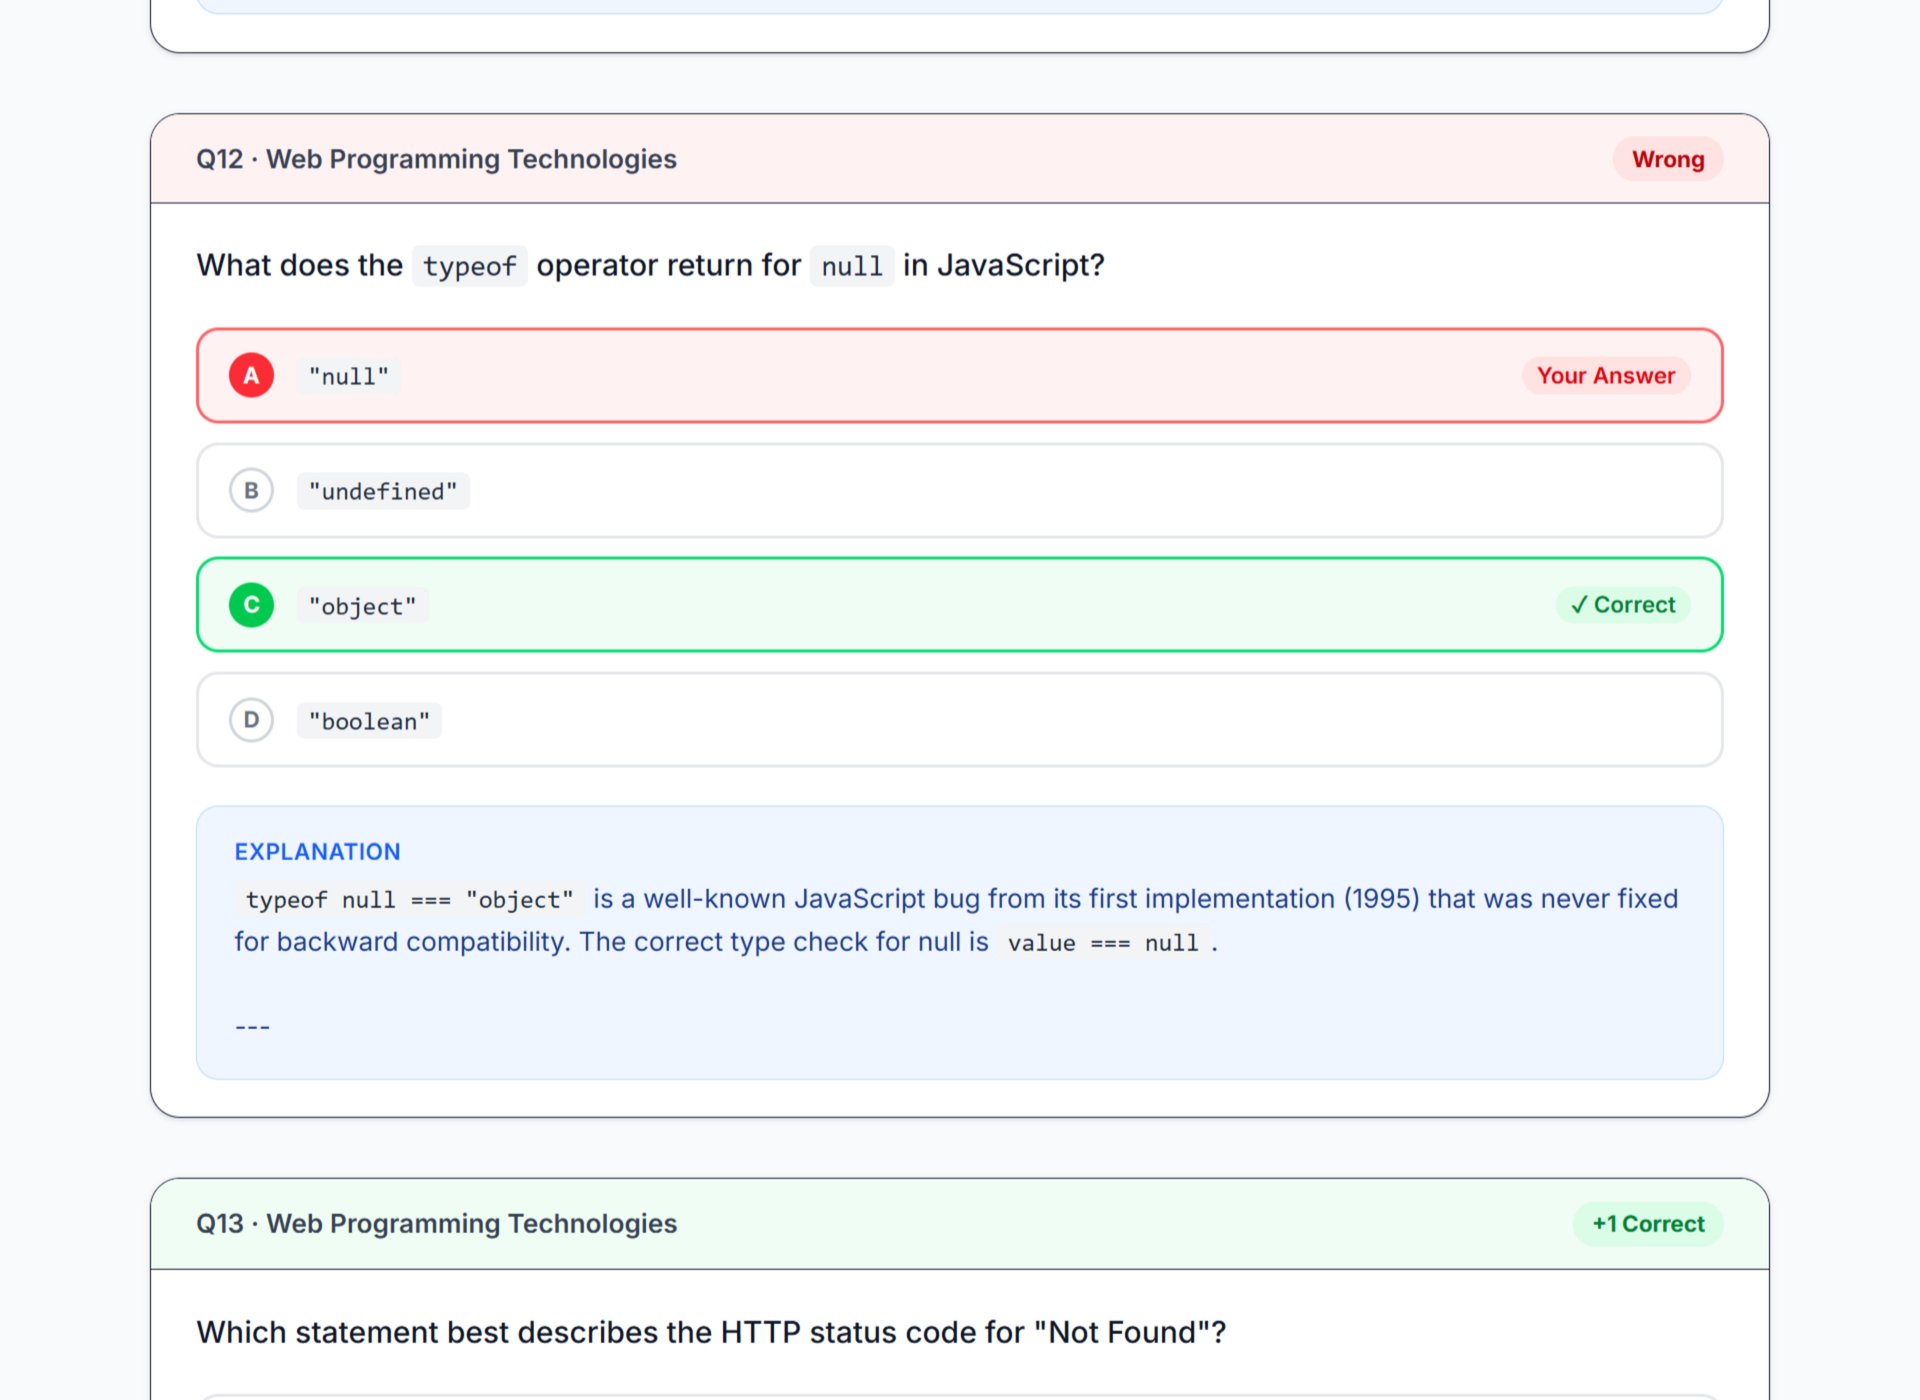 Q12 · Web Programming Technologies
Wrong
What does the typeof operator return for null in JavaScript?
A "null" Your Answer
B "undefined"
C "object" ✓ Correct
D "boolean"
EXPLANATION
typeof null === "object" is a well-known JavaScript bug from its first implementation (1995) that was never fixed
for backward compatibility. The correct type check for null is value === null .
---
Q13 · Web Programming Technologies
+1 Correct
Which statement best describes the HTTP status code for "Not Found"?